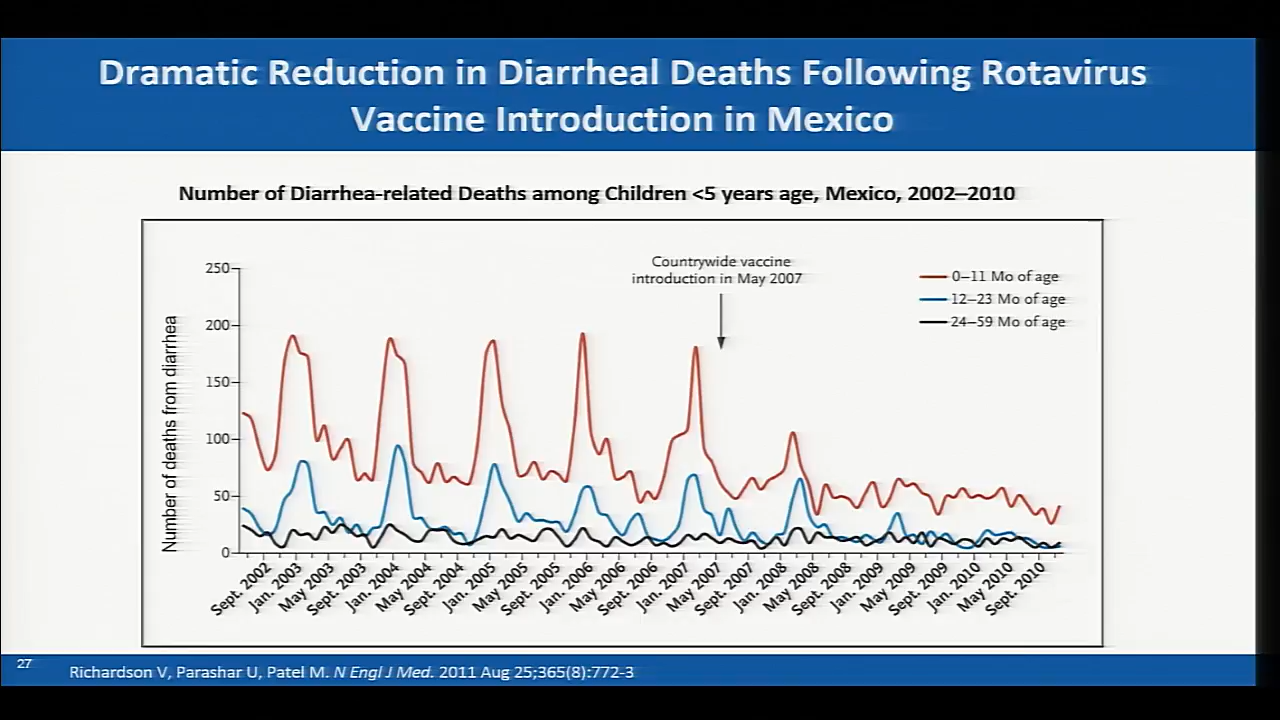 Dramatic Reduction in Diarrheal Deaths Following Rotavirus
Vaccine Introduction in Mexico
Number of Diarrhea-related Deaths among Children <5 years age, Mexico, 2002–2010
Countrywide vaccine
introduction in May 2007
0–11 Mo of age
12–23 Mo of age
24–59 Mo of age
Number of deaths from diarrhea
250
200
150
100
50
0
Sept. 2002
Jan. 2003
May 2003
Sept. 2003
Jan. 2004
May 2004
Sept. 2004
Jan. 2005
May 2005
Sept. 2005
Jan. 2006
May 2006
Sept. 2006
Jan. 2007
May 2007
Sept. 2007
Jan. 2008
May 2008
Sept. 2008
Jan. 2009
May 2009
Sept. 2009
Jan. 2010
May 2010
Sept. 2010
27
Richardson V, Parashar U, Patel M. N Engl J Med. 2011 Aug 25;365(8):772-3